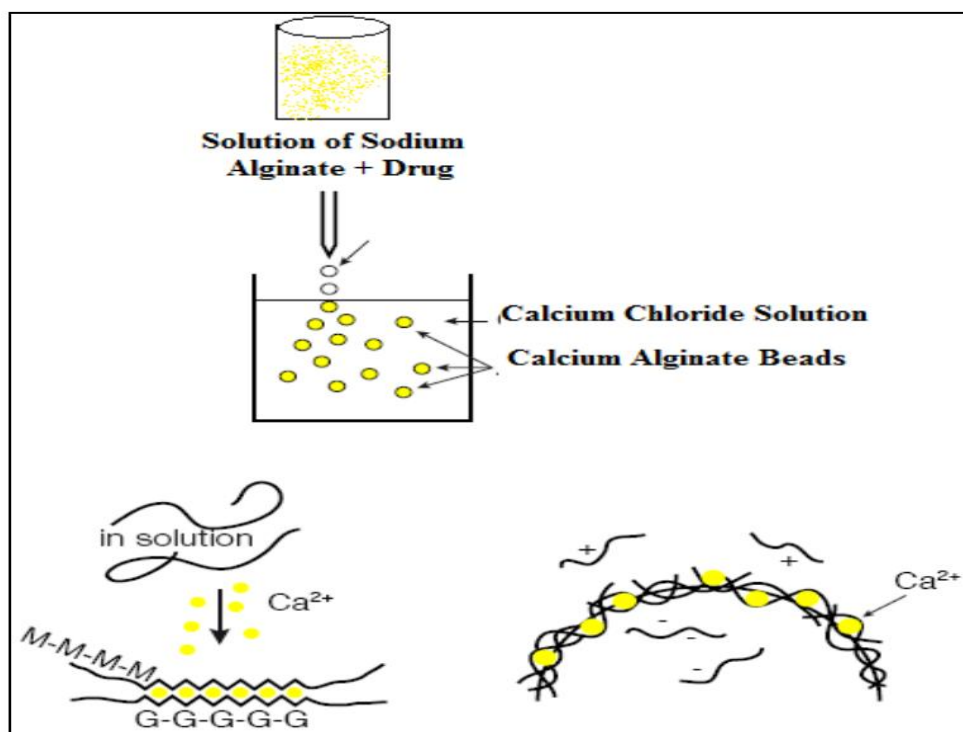 Solution of Sodium
Alginate + Drug
Calcium Chloride Solution
Calcium Alginate Beads
in solution
Ca²⁺
M-M-M-M-M
G-G-G-G-G
+
+
-
-
-
Ca²⁺